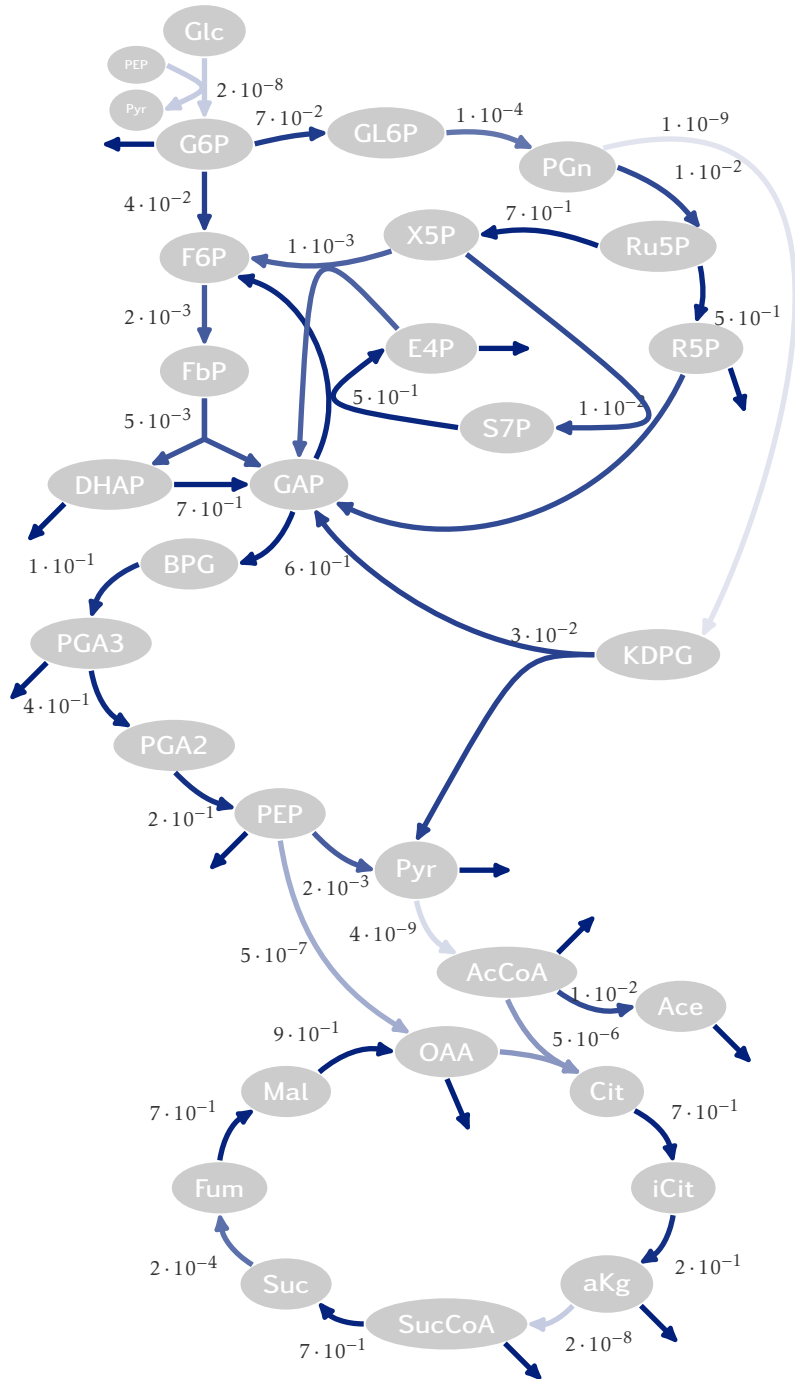 Glc
PEP
2·10⁻⁸
Pyr
7·10⁻²
1·10⁻⁴
1·10⁻⁹
G6P
GL6P
PGn
1·10⁻²
4·10⁻²
7·10⁻¹
X5P
Ru5P
1·10⁻³
F6P
2·10⁻³
5·10⁻¹
E4P
R5P
FbP
5·10⁻¹
1·10⁻²
5·10⁻³
S7P
DHAP
GAP
7·10⁻¹
1·10⁻¹
BPG
6·10⁻¹
PGA3
3·10⁻²
KDPG
4·10⁻¹
PGA2
2·10⁻¹
PEP
2·10⁻³
Pyr
4·10⁻⁹
5·10⁻⁷
AcCoA
1·10⁻²
Ace
9·10⁻¹
OAA
5·10⁻⁶
Mal
Cit
7·10⁻¹
7·10⁻¹
Fum
iCit
2·10⁻⁴
2·10⁻¹
Suc
aKg
SucCoA
7·10⁻¹
2·10⁻⁸